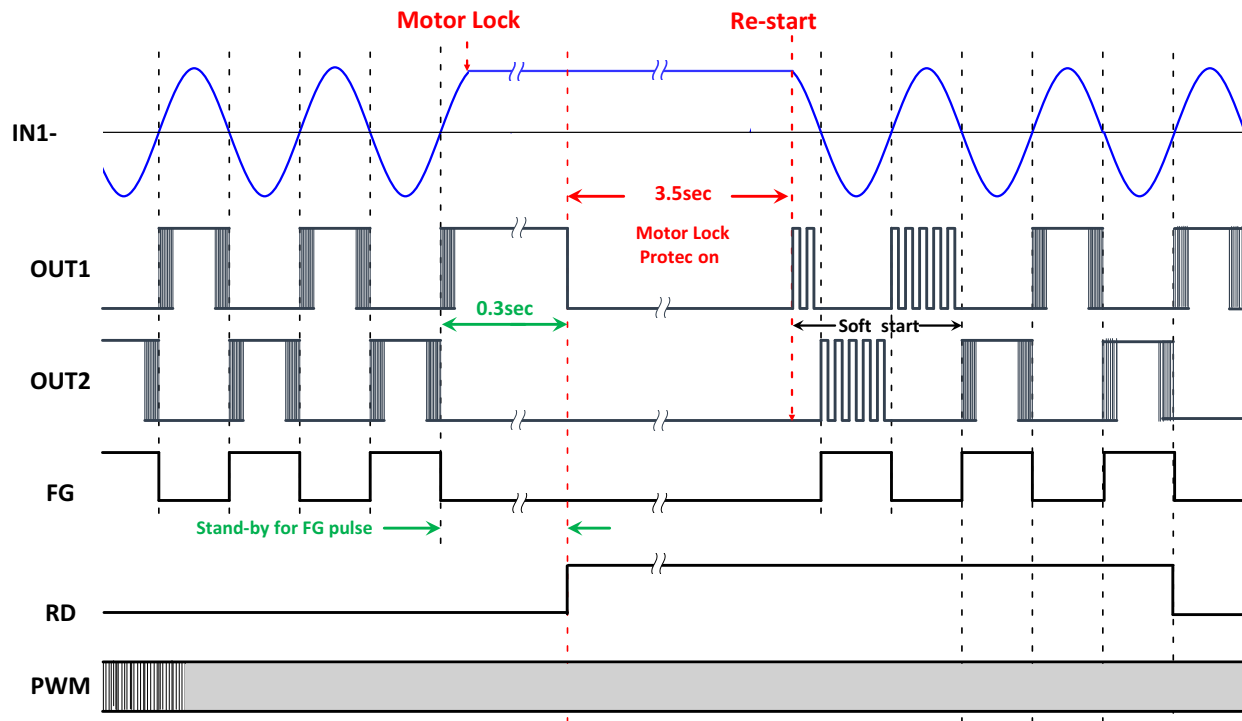 Motor Lock
Re-start
IN1-
3.5sec
Motor Lock
Protec on
OUT1
0.3sec
Soft start
OUT2
FG
Stand-by for FG pulse
RD
PWM